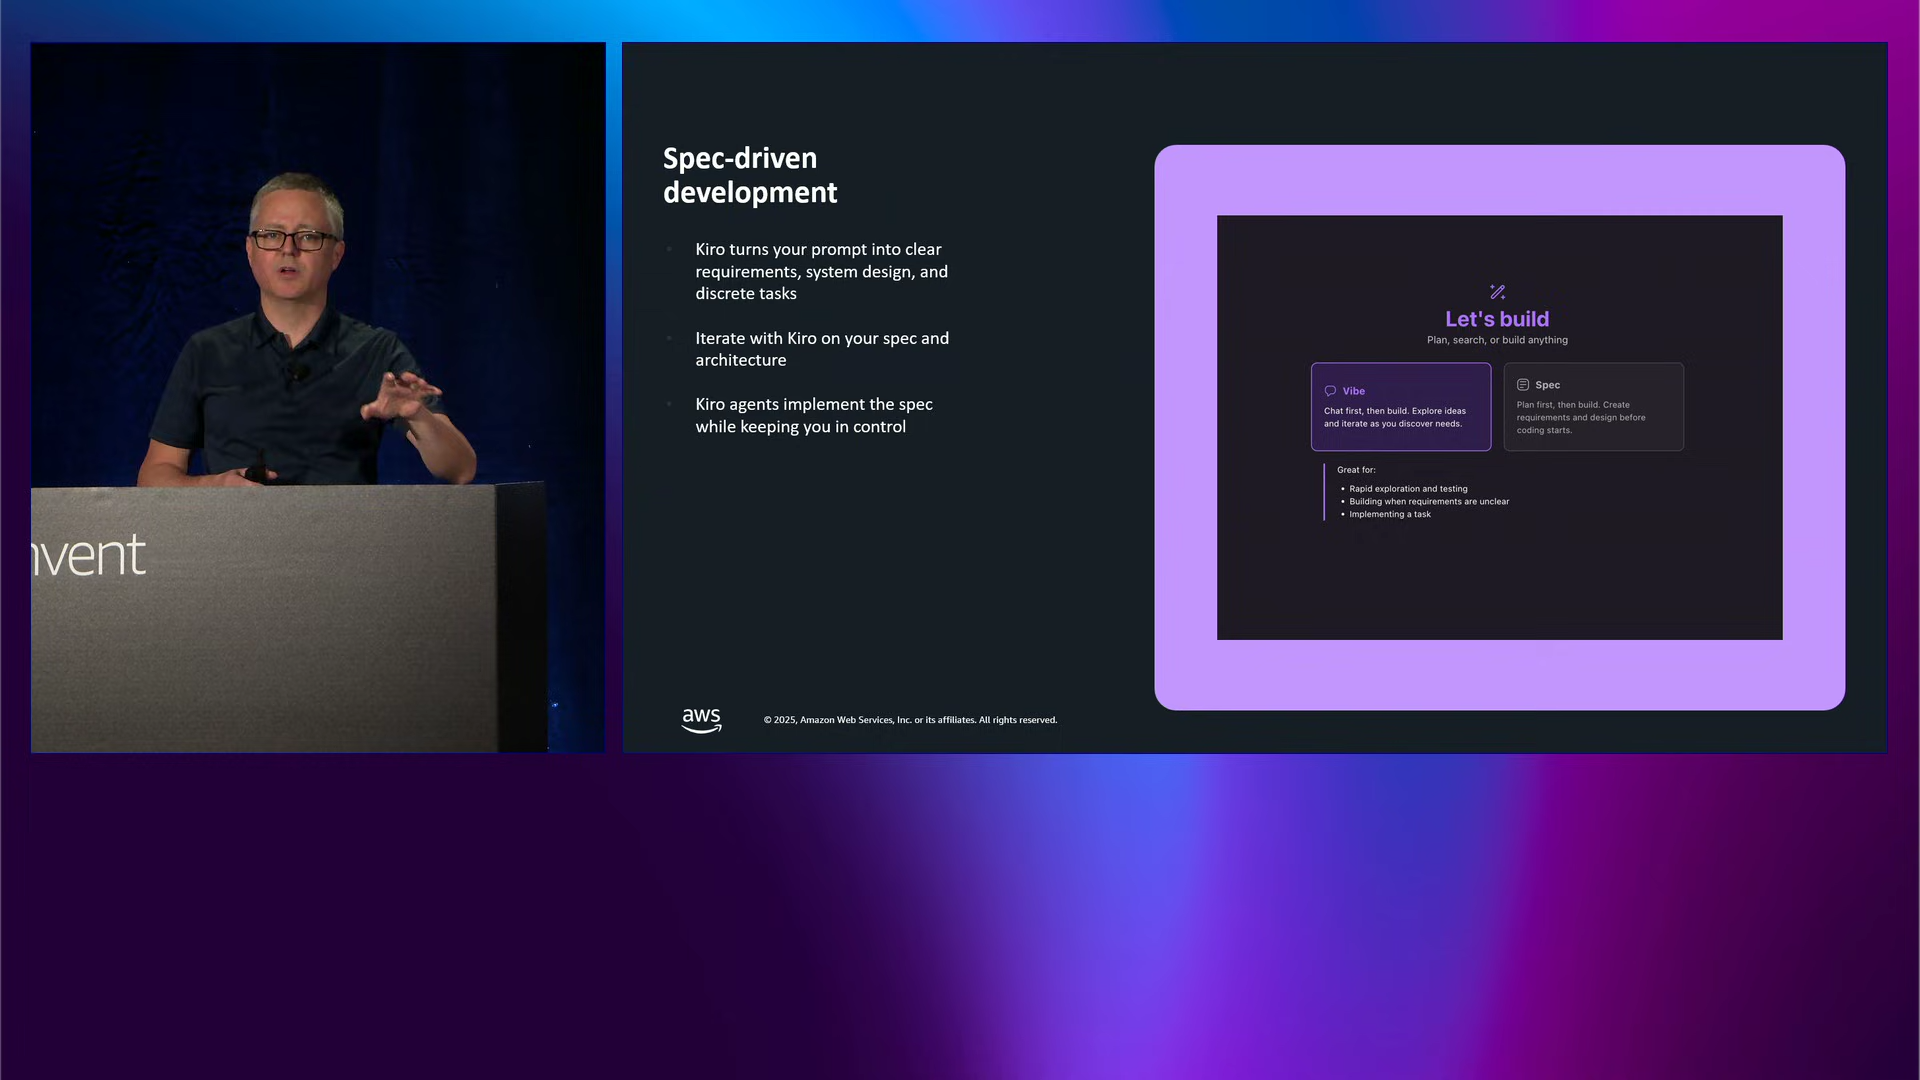 nvent
Spec-driven
development
Kiro turns your prompt into clear
requirements, system design, and
discrete tasks
Iterate with Kiro on your spec and
architecture
Kiro agents implement the spec
while keeping you in control
Let's build
Plan, search, or build anything
Vibe
Chat first, then build. Explore ideas
and iterate as you discover needs.
Spec
Plan first, then build. Create
requirements and design before
coding starts.
Great for:
• Rapid exploration and testing
• Building when requirements are unclear
• Implementing a task
aws
© 2025, Amazon Web Services, Inc. or its affiliates. All rights reserved.